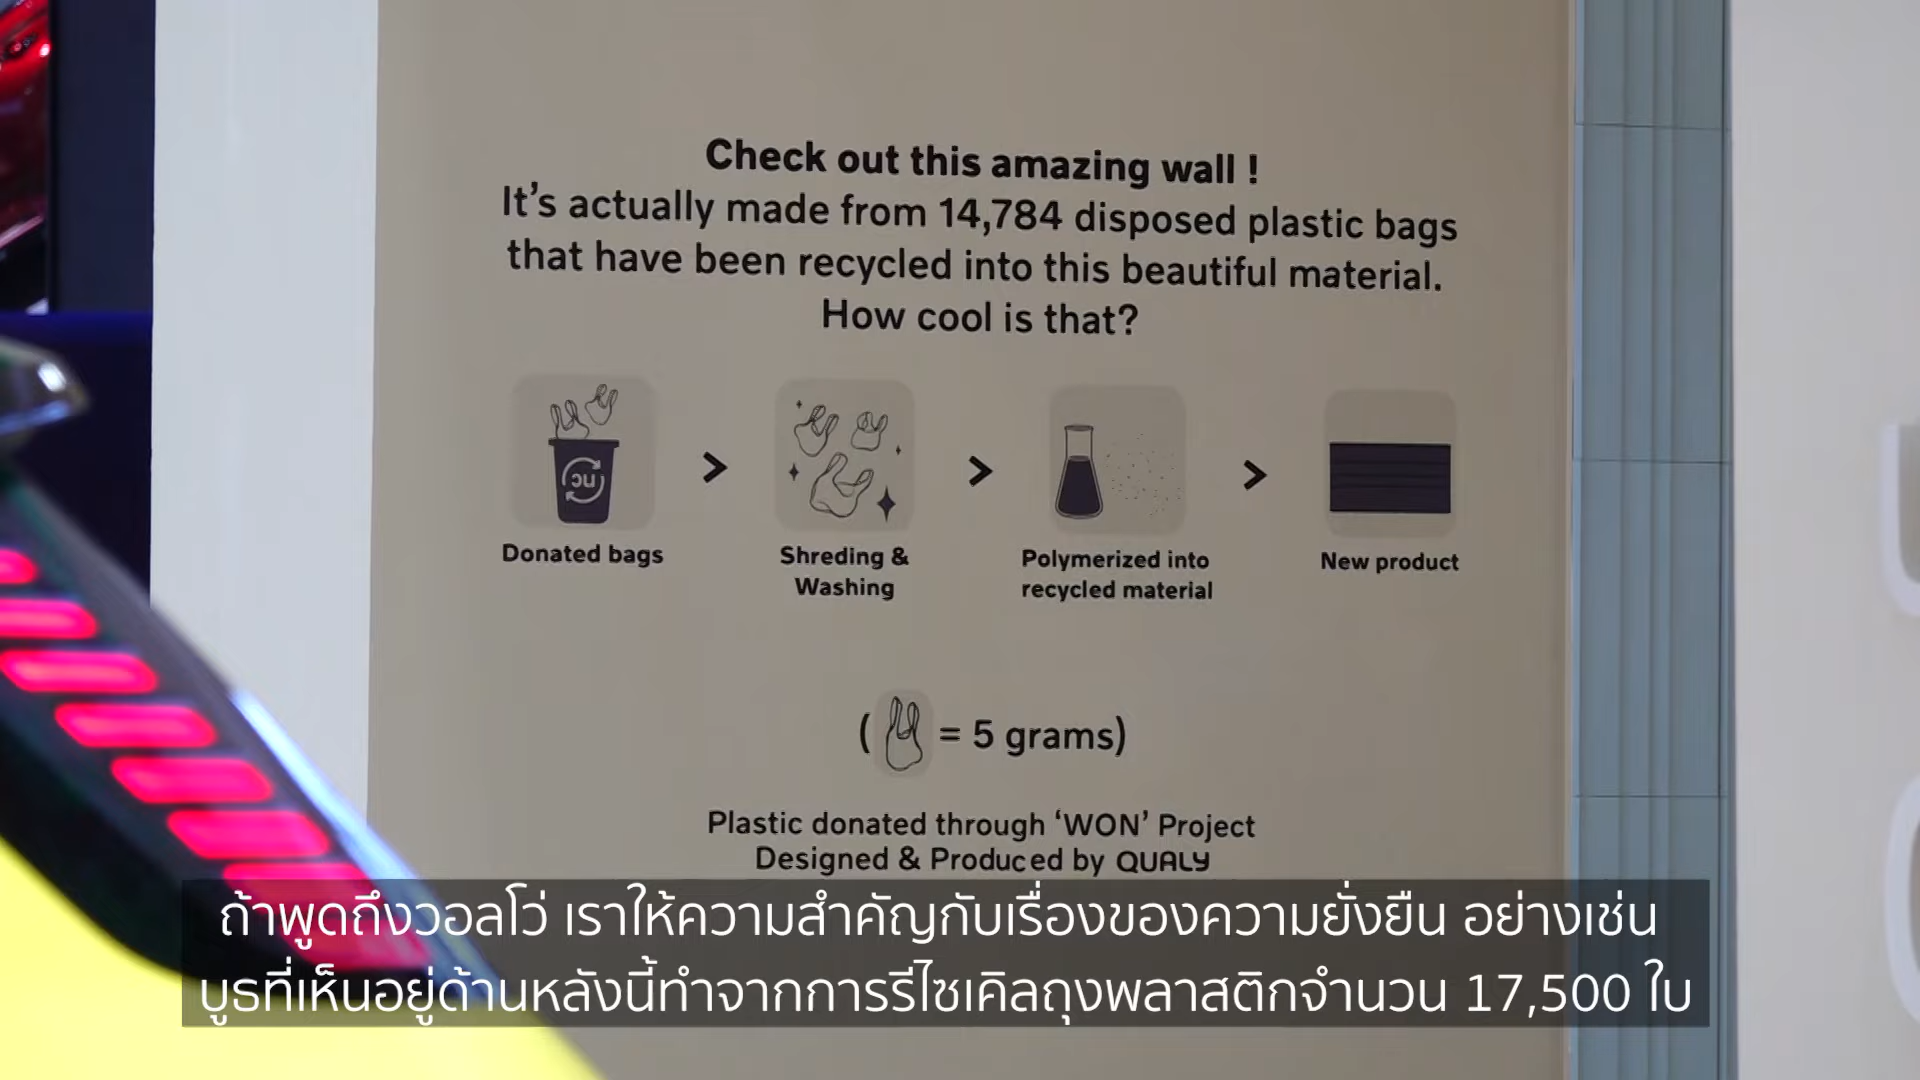 Check out this amazing wall !
It's actually made from 14,784 disposed plastic bags
that have been recycled into this beautiful material.
How cool is that?
วน
>
>
>
Donated bags
Shreding &
Washing
Polymerized into
recycled material
New product
( = 5 grams)
Plastic donated through ‘WON’ Project
Designed & Produced by QUALY
ถ้าพูดถึงวอลโว่ เราให้ความสำคัญกับเรื่องของความยั่งยืน อย่างเช่น
บูธที่เห็นอยู่ด้านหลังนี้ทำจากการรีไซเคิลถุงพลาสติกจำนวน 17,500 ใบ